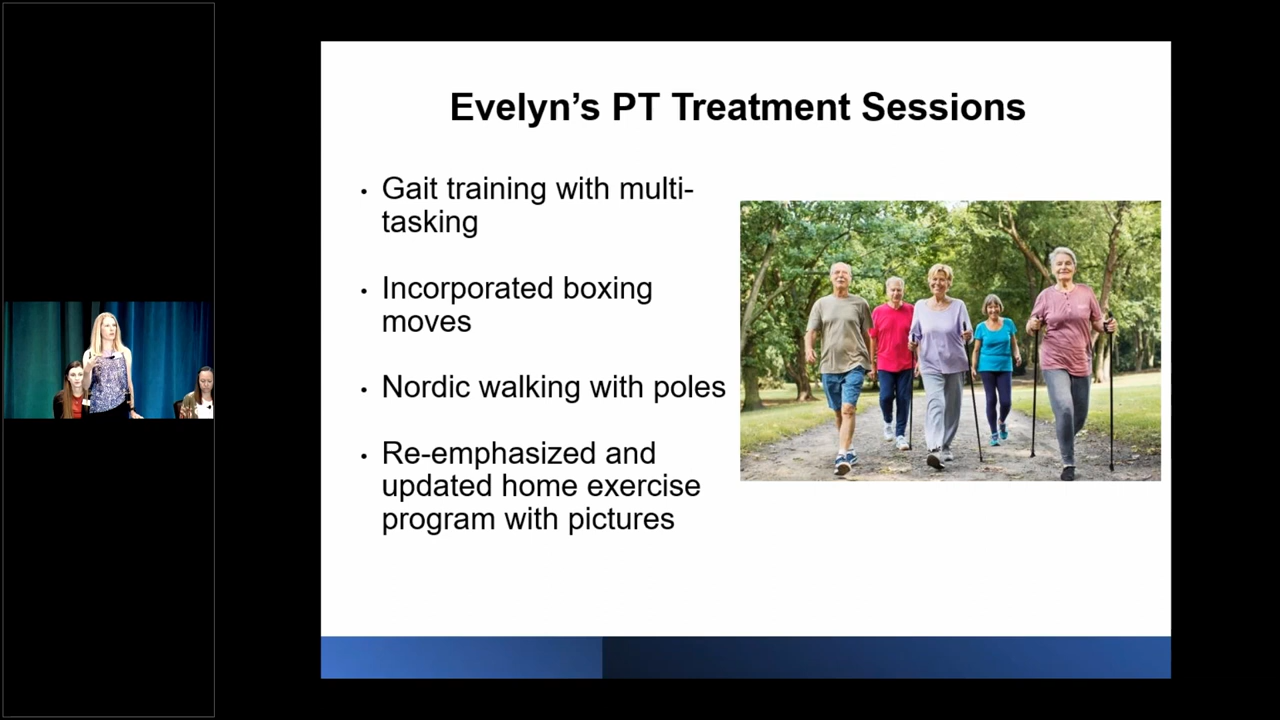 Evelyn’s PT Treatment Sessions
• Gait training with multi-
tasking
• Incorporated boxing
moves
• Nordic walking with poles
• Re-emphasized and
updated home exercise
program with pictures